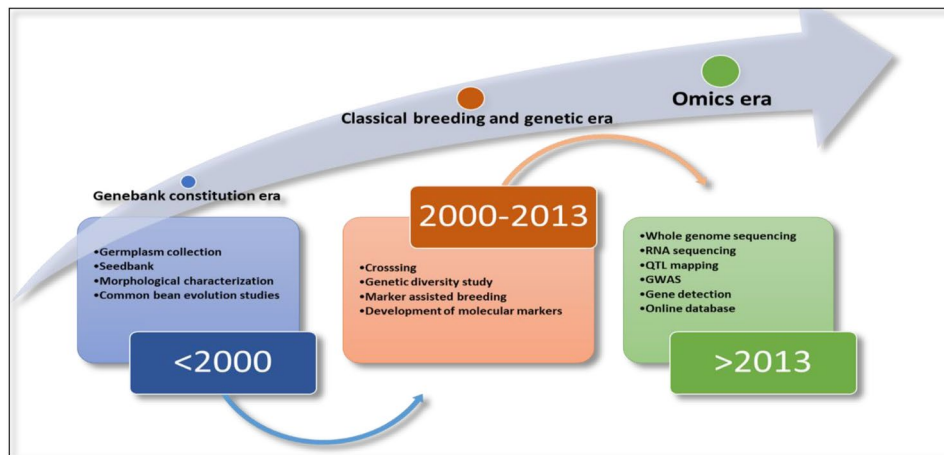 Omics era
Classical breeding and genetic era
Genebank constitution era
•Germplasm collection
•Seedbank
•Morphological characterization
•Common bean evolution studies
<2000
2000-2013
•Crosssing
•Genetic diversity study
•Marker assisted breeding
•Development of molecular markers
•Whole genome sequencing
•RNA sequencing
•QTL mapping
•GWAS
•Gene detection
•Online database
>2013